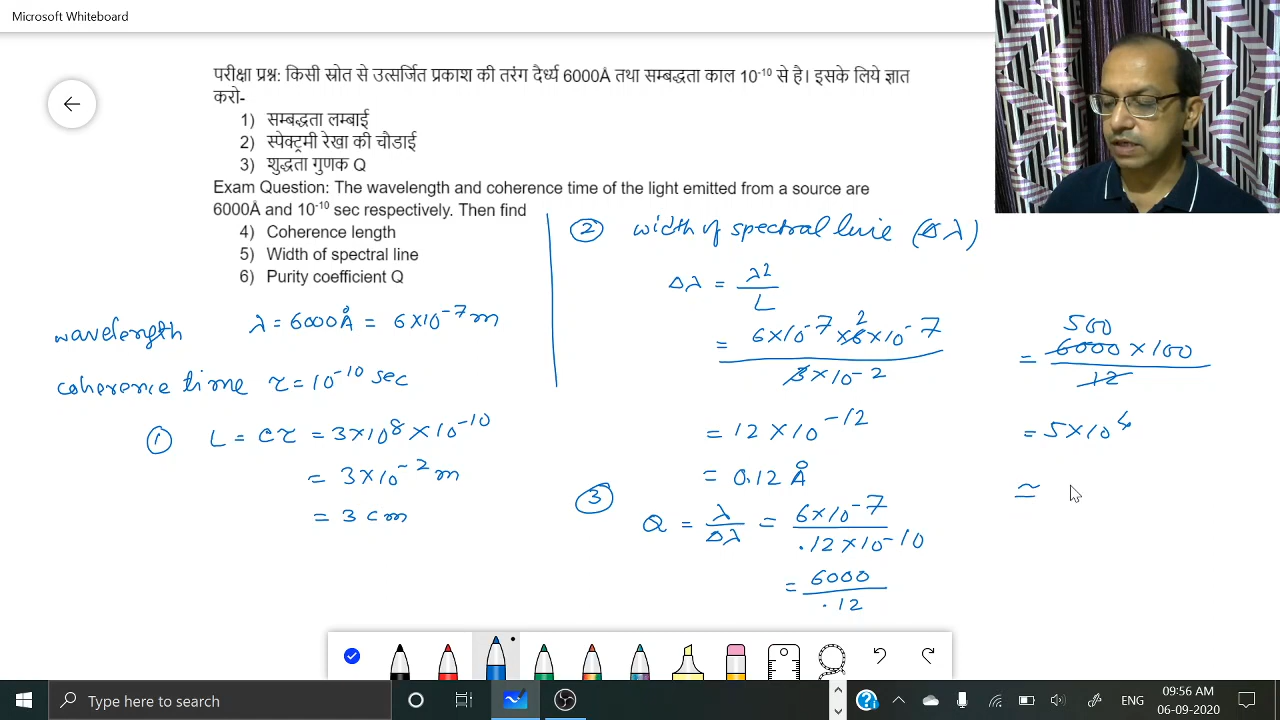 Microsoft Whiteboard
परीक्षा प्रश्न: किसी स्रोत से उत्सर्जित प्रकाश की तरंग दैर्ध्य 6000Å तथा सम्बद्धता काल 10⁻¹⁰ से है। इसके लिये ज्ञात
करो-
1) सम्बद्धता लम्बाई
2) स्पेक्ट्रमी रेखा की चौडाई
3) शुद्धता गुणक Q
Exam Question: The wavelength and coherence time of the light emitted from a source are
6000Å and 10⁻¹⁰ sec respectively. Then find
4) Coherence length
5) Width of spectral line
6) Purity coefficient Q
wavelength λ = 6000Å = 6×10⁻⁷m
coherence time τ = 10⁻¹⁰ sec
① L = cτ = 3×10⁸ × 10⁻¹⁰
= 3×10⁻² m
= 3 cm
② width of spectral line (Δλ)
Δλ = λ² / L
= 6×10⁻⁷ × 6 2 ×10⁻⁷ / 3×10⁻²
= 12 × 10⁻¹²
= 0.12 Å
③ Q = λ/Δλ = 6×10⁻⁷ / .12×10⁻¹⁰
= 6000 / .12
500
= 6000 × 100 / 12
= 5×10⁴
≃
Type here to search
ENG
09:56 AM
06-09-2020